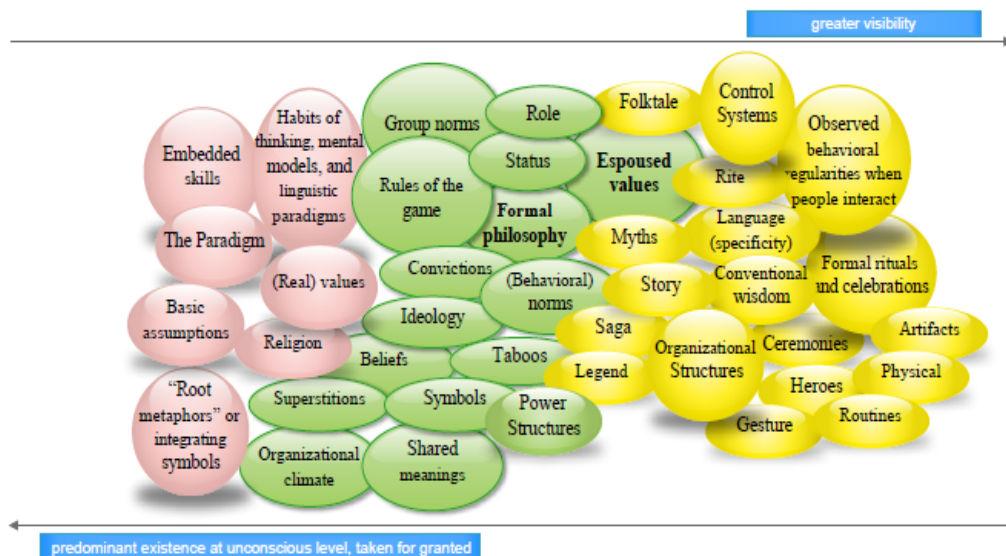 greater visibility
Embedded
skills
Habits of
thinking, mental
models, and
linguistic
paradigms
Group norms
Role
Folktale
Control
Systems
Observed
behavioral
regularities when
people interact
Status
Espoused
values
Rules of the
game
Rite
The Paradigm
Formal
philosophy
Myths
Language
(specificity)
(Real) values
Convictions
(Behavioral)
norms
Story
Conventional
wisdom
Formal rituals
and celebrations
Basic
assumptions
Religion
Ideology
Beliefs
Taboos
Saga
Legend
Organizational
Structures
Ceremonies
Artifacts
Physical
Heroes
"Root
metaphors" or
integrating
symbols
Superstitions
Symbols
Power
Structures
Gesture
Routines
Organizational
climate
Shared
meanings
predominant existence at unconscious level, taken for granted